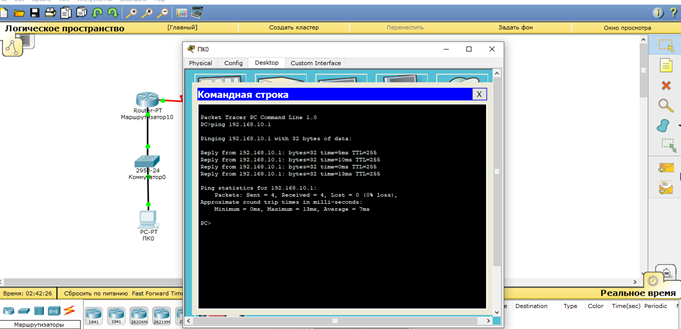 Логическое пространство
[Главный]
Создать кластер
Переместить
Задать фон
Окно просмотра
ПК0
Physical Config Desktop Custom Interface
Командная строка
X
Packet Tracer PC Command Line 1.0
PC>ping 192.168.10.1
Pinging 192.168.10.1 with 32 bytes of data:
Reply from 192.168.10.1: bytes=32 time=5ms TTL=255
Reply from 192.168.10.1: bytes=32 time=10ms TTL=255
Reply from 192.168.10.1: bytes=32 time=0ms TTL=255
Reply from 192.168.10.1: bytes=32 time=13ms TTL=255
Ping statistics for 192.168.10.1:
Packets: Sent = 4, Received = 4, Lost = 0 (0% loss),
Approximate round trip times in milli-seconds:
Minimum = 0ms, Maximum = 13ms, Average = 7ms
PC>
Router-PT
Маршрутизатор10
2950-24
Коммутатор0
PC-PT
ПК0
Время: 02:42:26
Сбросить по питанию Fast Forward Time
Реальное время
Destination Type Color Time(sec) Periodic
1841 1941 2620XM 2621XM
Маршрутизаторы